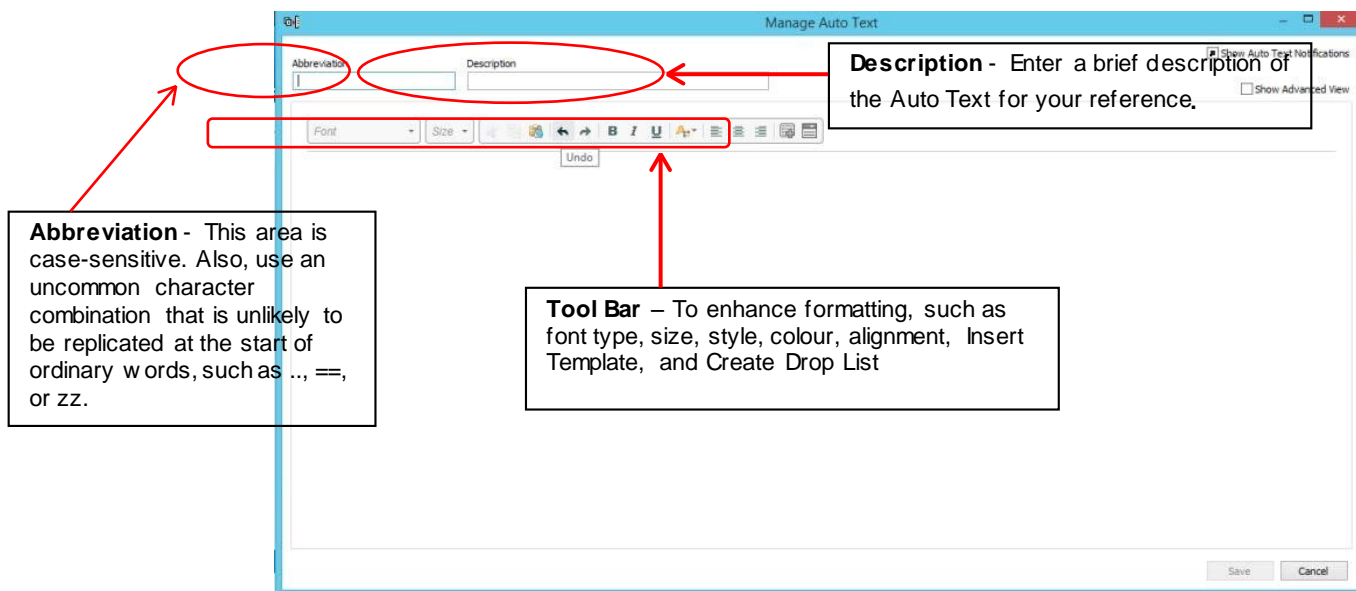 Manage Auto Text
Abbreviation
Description
Show Auto Text Notifications
Show Advanced View
Description - Enter a brief description of
the Auto Text for your reference.
Font
Size
B I U
Undo
Abbreviation - This area is
case-sensitive. Also, use an
uncommon character
combination that is unlikely to
be replicated at the start of
ordinary words, such as .., ==,
or zz.
Tool Bar – To enhance formatting, such as
font type, size, style, colour, alignment, Insert
Template, and Create Drop List
Save
Cancel